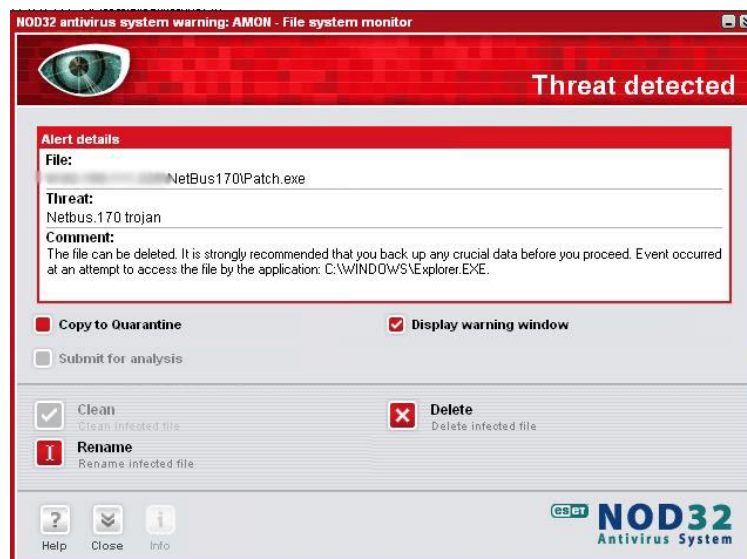 NOD32 antivirus system warning: AMON - File system monitor
Threat detected
Alert details
File:
NetBus170\Patch.exe
Threat:
Netbus.170 trojan
Comment:
The file can be deleted. It is strongly recommended that you back up any crucial data before you proceed. Event occurred
at an attempt to access the file by the application: C:\WINDOWS\Explorer.EXE.
Copy to Quarantine
Display warning window
Submit for analysis
Clean
Clean infected file
Delete
Delete infected file
Rename
Rename infected file
Help
Close
Info
eset NOD32
Antivirus System